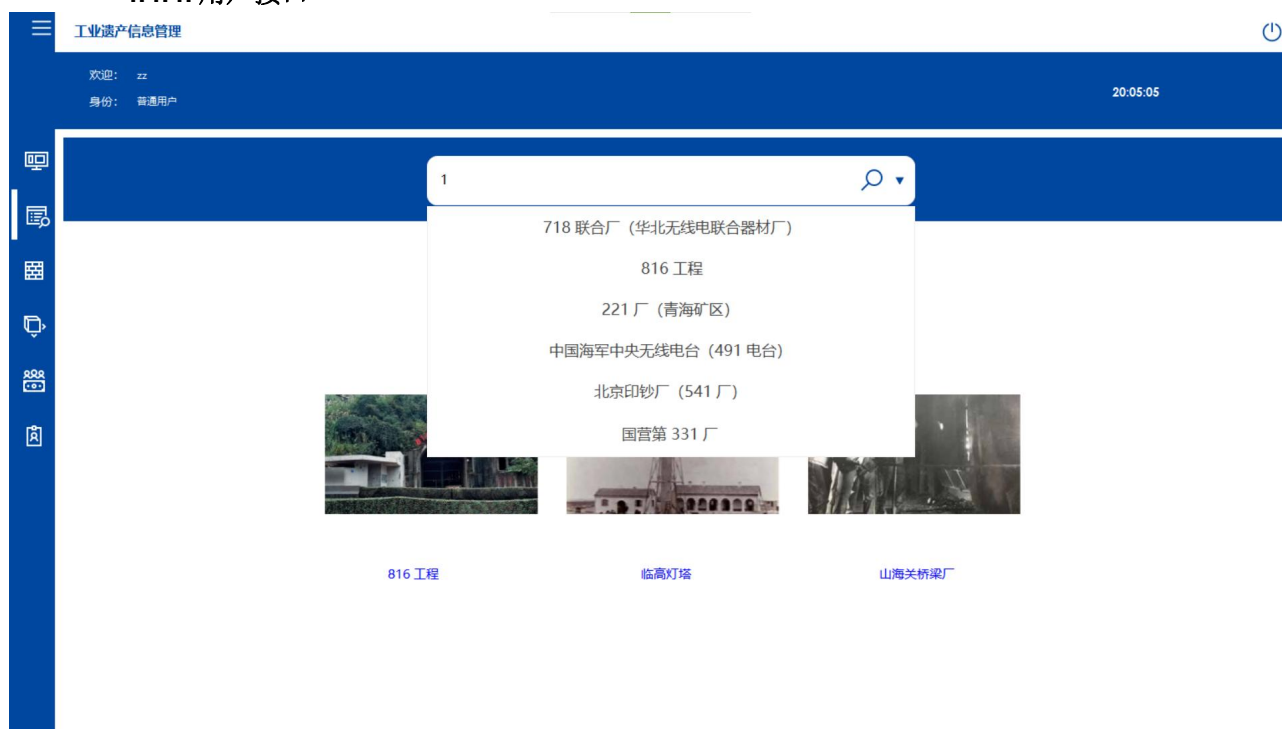 工业遗产信息管理
欢迎： zz
身份： 普通用户
20:05:05
1
718 联合厂（华北无线电联合器材厂）
816 工程
221 厂（青海矿区）
中国海军中央无线电台（491 电台）
北京印钞厂（541 厂）
国营第 331 厂
816 工程
临高灯塔
山海关桥梁厂